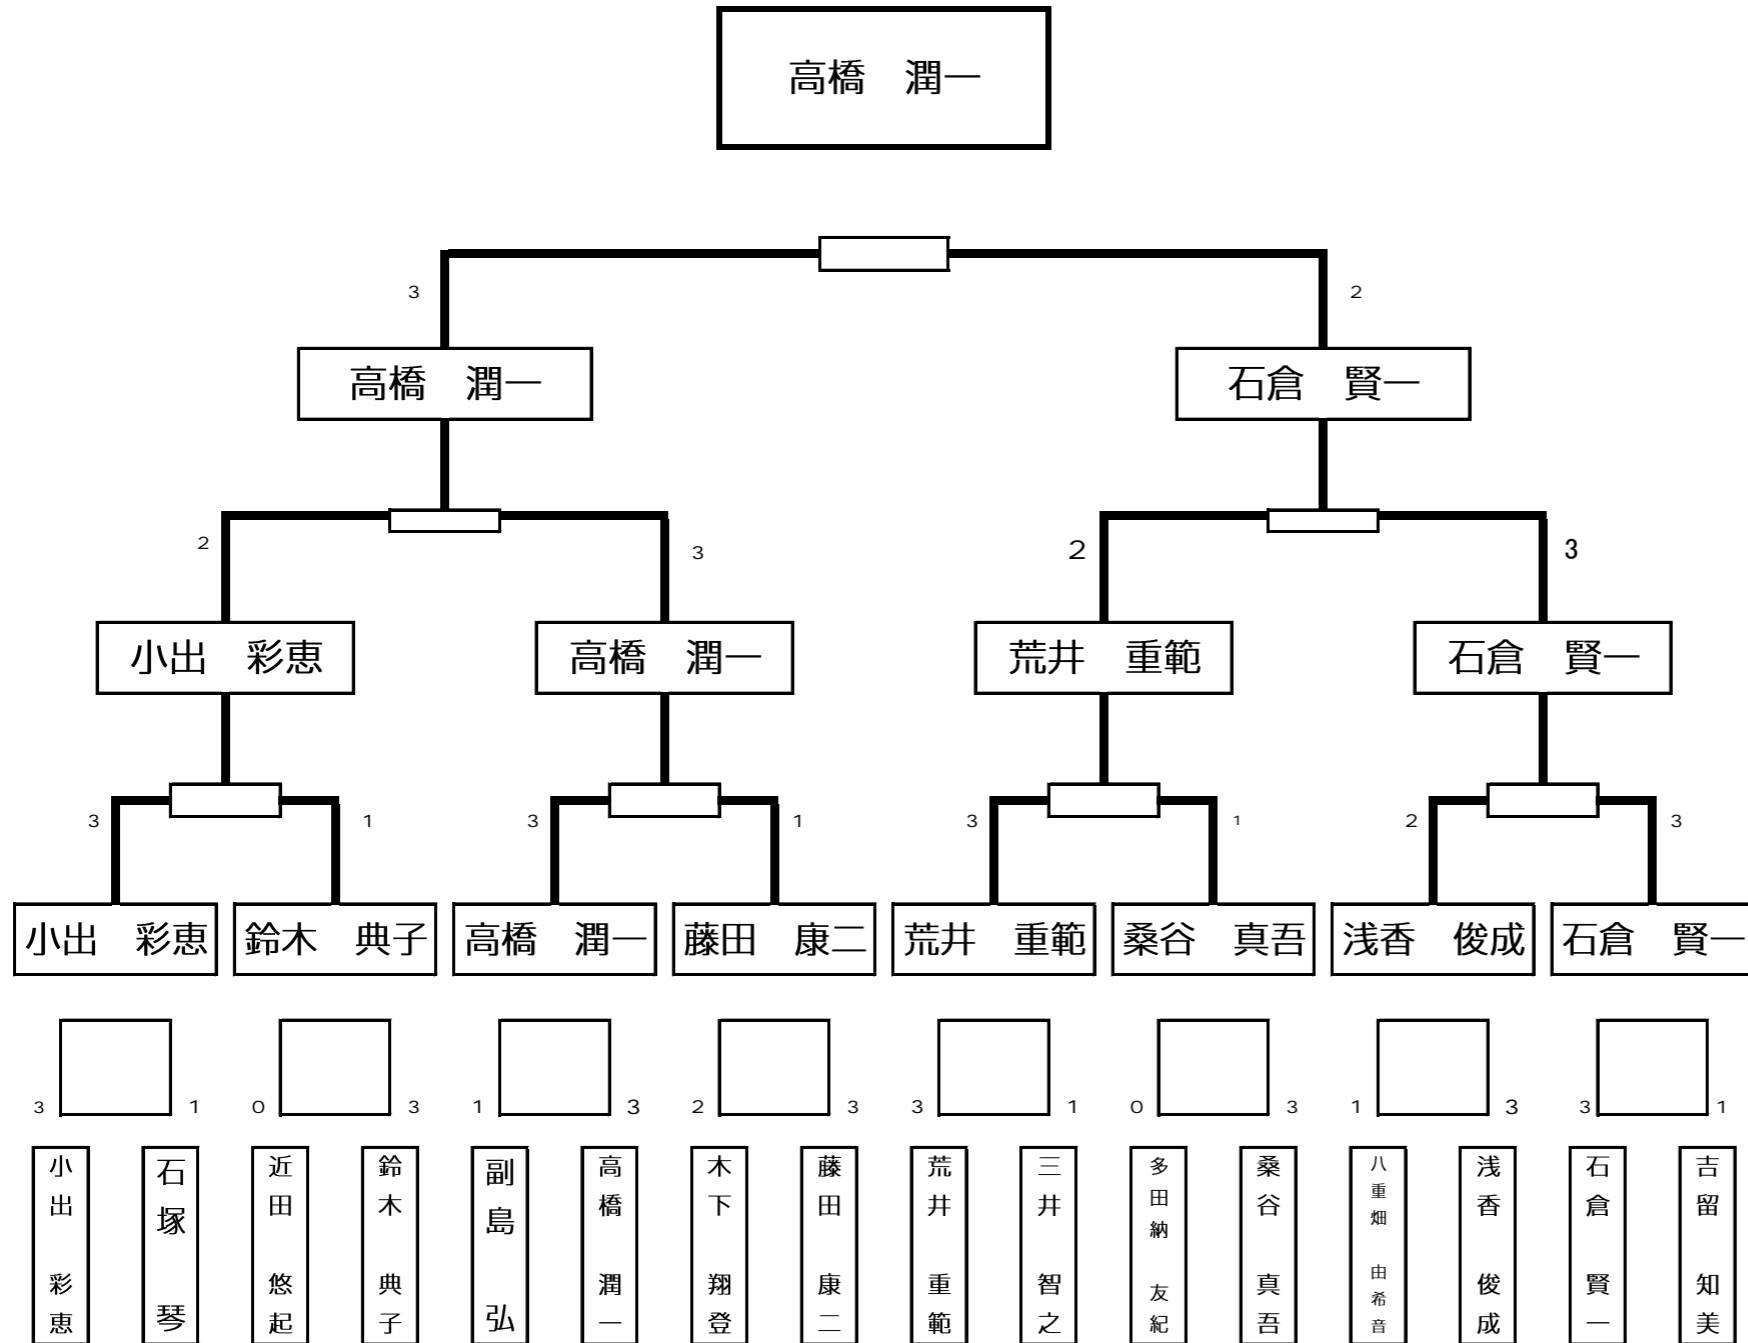 高橋　潤一
3 2
高橋　潤一 石倉　賢一
2 3 2 3
小出　彩恵 高橋　潤一 荒井　重範 石倉　賢一
3 1 3 1 3 1 2 3
小出　彩恵 鈴木　典子 高橋　潤一 藤田　康二 荒井　重範 桑谷　真吾 浅香　俊成 石倉　賢一
3 1 0 3 1 3 2 3 3 1 0 3 1 3 3 1
小出　彩恵
石塚　琴
近田　悠起
鈴木　典子
副島　弘
高橋　潤一
木下　翔登
藤田　康二
荒井　重範
三井　智之
多田納　友紀
桑谷　真吾
八重畑　由希音
浅香　俊成
石倉　賢一
吉留　知美